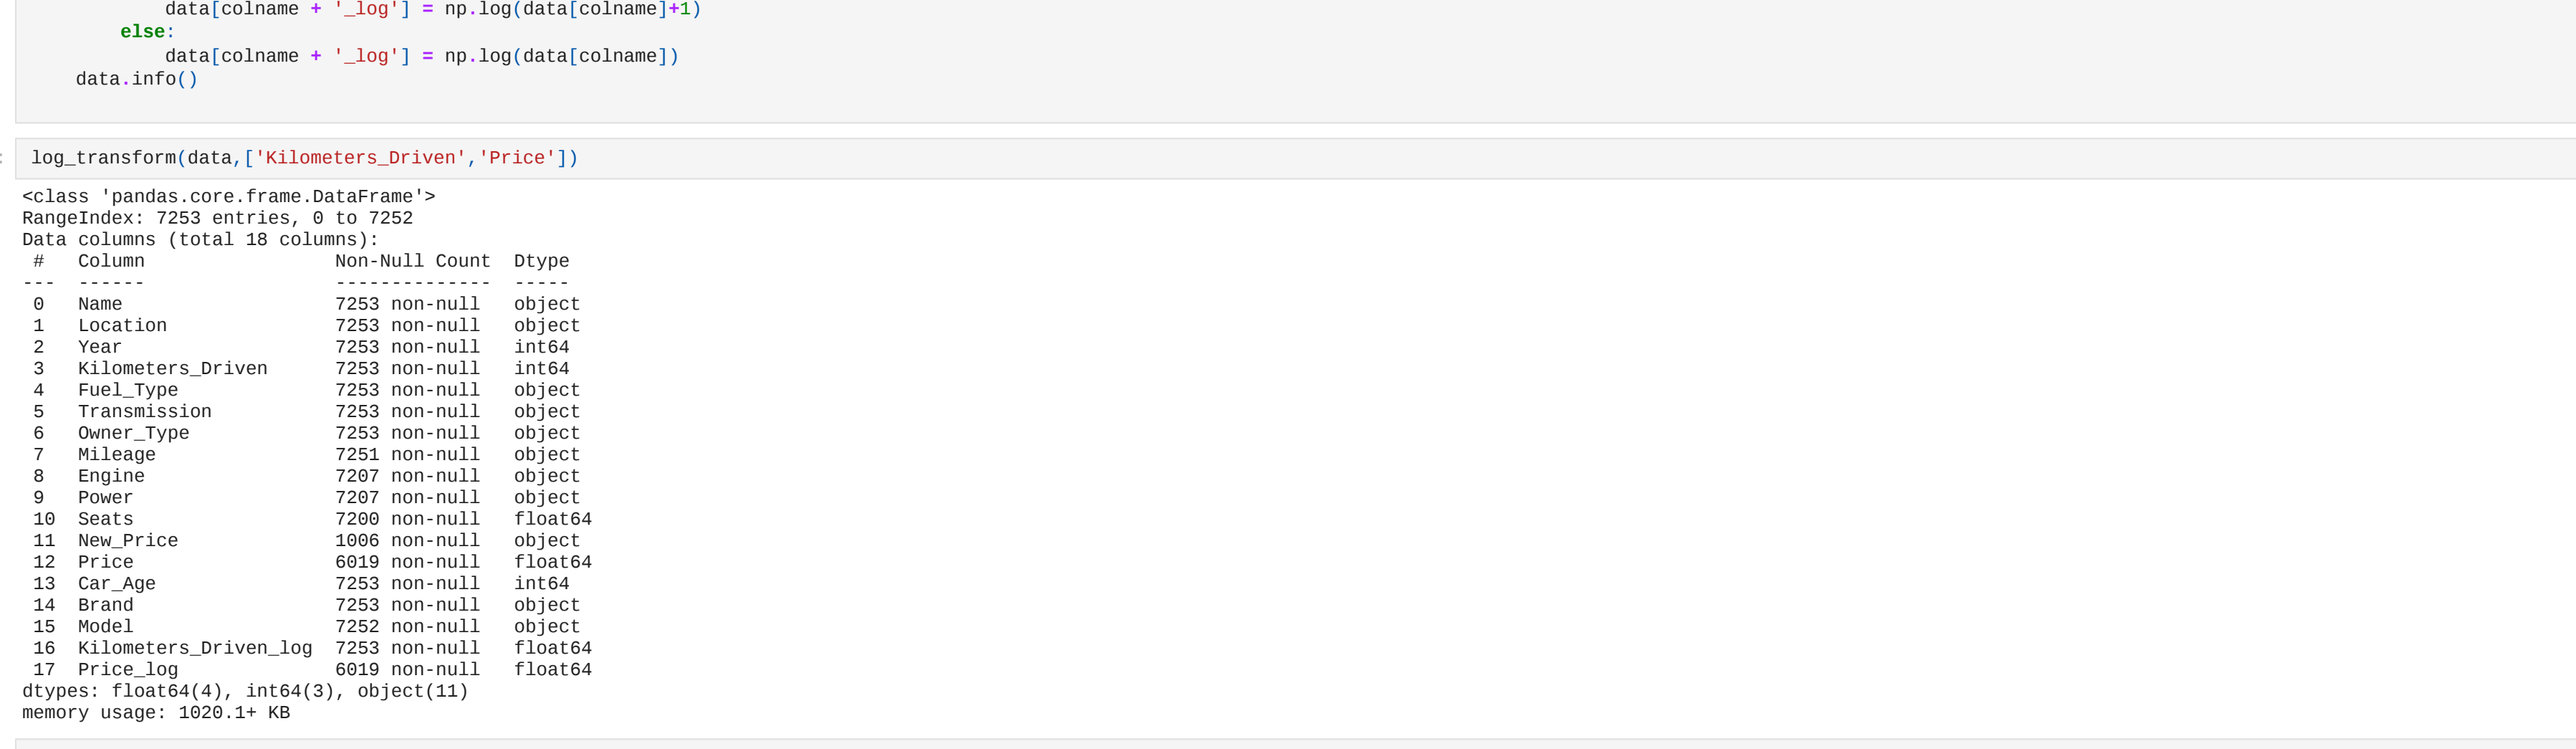 data[colname + '_log'] = np.log(data[colname]+1)
        else:
            data[colname + '_log'] = np.log(data[colname])
    data.info()
:
log_transform(data,['Kilometers_Driven','Price'])
<class 'pandas.core.frame.DataFrame'>
RangeIndex: 7253 entries, 0 to 7252
Data columns (total 18 columns):
 #   Column                 Non-Null Count  Dtype
---  ------                 --------------  -----
 0   Name                   7253 non-null   object
 1   Location               7253 non-null   object
 2   Year                   7253 non-null   int64
 3   Kilometers_Driven      7253 non-null   int64
 4   Fuel_Type              7253 non-null   object
 5   Transmission           7253 non-null   object
 6   Owner_Type             7253 non-null   object
 7   Mileage                7251 non-null   object
 8   Engine                 7207 non-null   object
 9   Power                  7207 non-null   object
 10  Seats                  7200 non-null   float64
 11  New_Price              1006 non-null   object
 12  Price                  6019 non-null   float64
 13  Car_Age                7253 non-null   int64
 14  Brand                  7253 non-null   object
 15  Model                  7252 non-null   object
 16  Kilometers_Driven_log  7253 non-null   float64
 17  Price_log              6019 non-null   float64
dtypes: float64(4), int64(3), object(11)
memory usage: 1020.1+ KB